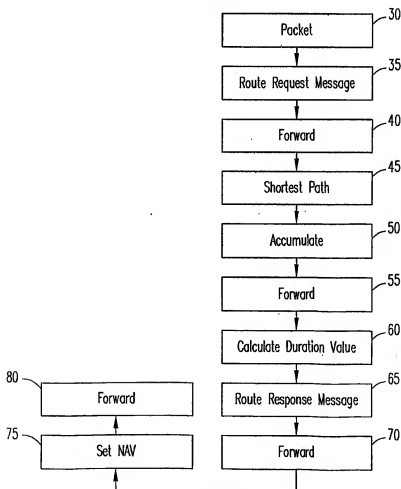 Packet
30
Route Request Message
35
Forward
40
Shortest Path
45
Accumulate
50
Forward
55
Calculate Duration Value
60
Route Response Message
65
Forward
70
Set NAV
75
Forward
80